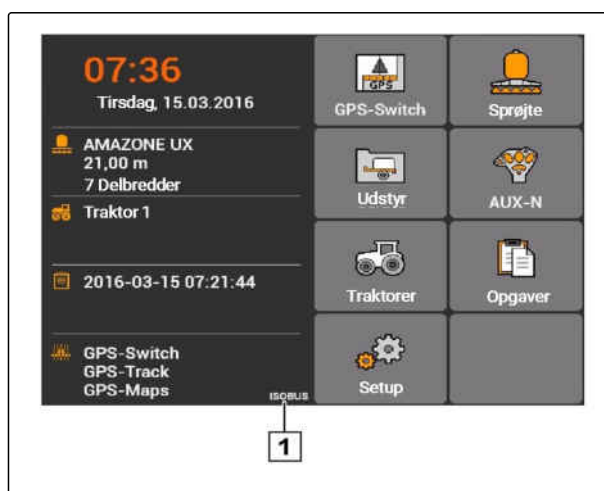 07:36
Tirsdag, 15.03.2016
AMAZONE UX
21,00 m
7 Delbredder
Traktor 1
2016-03-15 07:21:44
GPS-Switch
GPS-Track
GPS-Maps
ISOBUS
GPS
GPS-Switch
Sprøjte
Udstyr
AUX-N
Traktorer
Opgaver
Setup
1